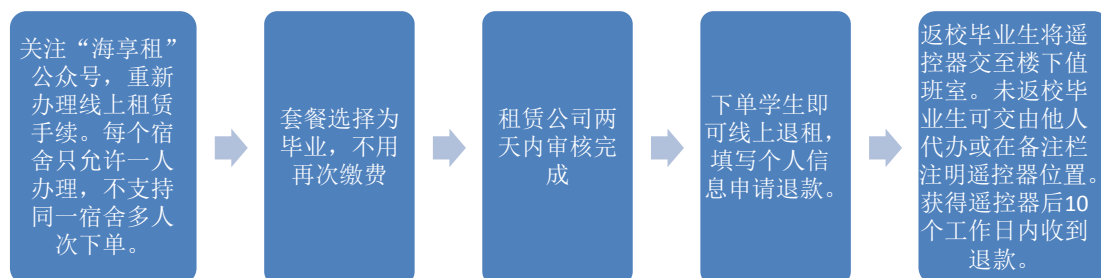 关注“海享租”
公众号，重新
办理线上租赁
手续。每个宿
舍只允许一人
办理，不支持
同一宿舍多人
次下单。
套餐选择为
毕业，不用
再次缴费
租赁公司两
天内审核完
成
下单学生即
可线上退租，
填写个人信
息申请退款。
返校毕业生将遥
控器交至楼下值
班室。未返校毕
业生可交由他人
代办或在备注栏
注明遥控器位置。
获得遥控器后10
个工作日内收到
退款。